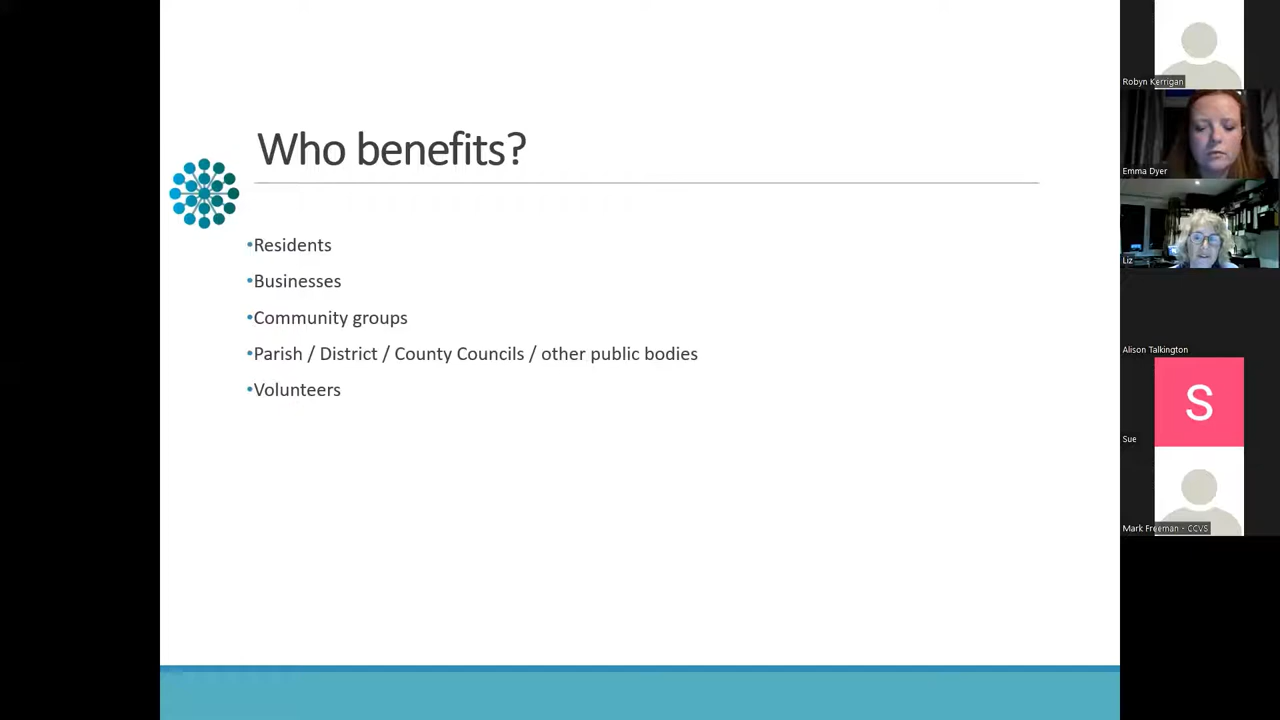 Who benefits?
•Residents
•Businesses
•Community groups
•Parish / District / County Councils / other public bodies
•Volunteers
Robyn Kerrigan
Emma Dyer
Liz
Alison Talkington
S
Sue
Mark Freeman - CCVS